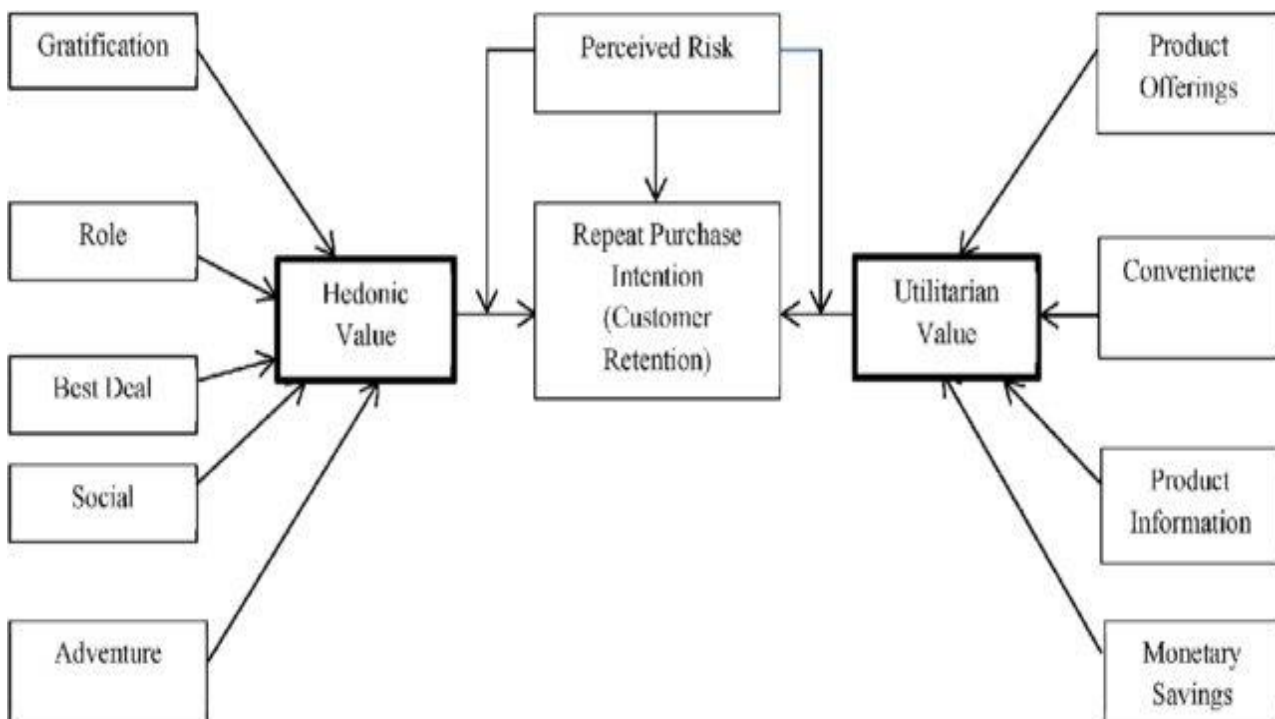 Gratification
Perceived Risk
Product
Offerings
Role
Repeat Purchase
Intention
(Customer
Retention)
Hedonic
Value
Utilitarian
Value
Convenience
Best Deal
Social
Product
Information
Adventure
Monetary
Savings